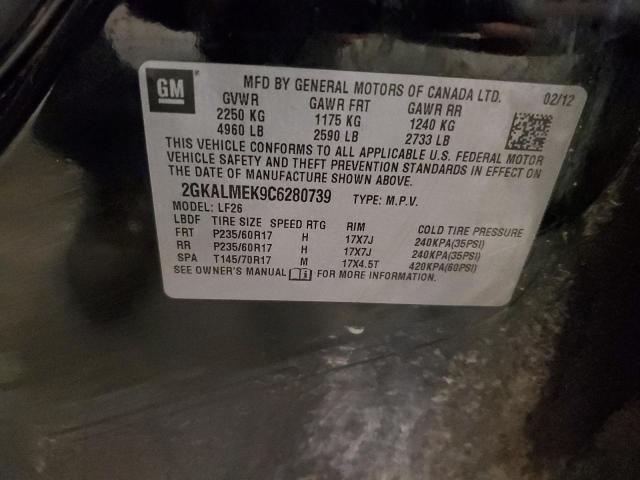 GM
MFD BY GENERAL MOTORS OF CANADA LTD. 02/12
GVWR GAWR FRT GAWR RR
2250 KG 1175 KG 1240 KG
4960 LB 2590 LB 2733 LB
THIS VEHICLE CONFORMS TO ALL APPLICABLE U.S. FEDERAL MOTOR
VEHICLE SAFETY AND THEFT PREVENTION STANDARDS IN EFFECT ON
THE DATE OF MANUFACTURE SHOWN ABOVE.
2GKALMEK9C6280739 TYPE: M.P.V.
MODEL: LF26
LBDF TIRE SIZE SPEED RTG RIM COLD TIRE PRESSURE
FRT P235/60R17 H 17X7J 240KPA(35PSI)
RR P235/60R17 H 17X7J 240KPA(35PSI)
SPA T145/70R17 M 17X4.5T 420KPA(60PSI)
SEE OWNER'S MANUAL FOR MORE INFORMATION.